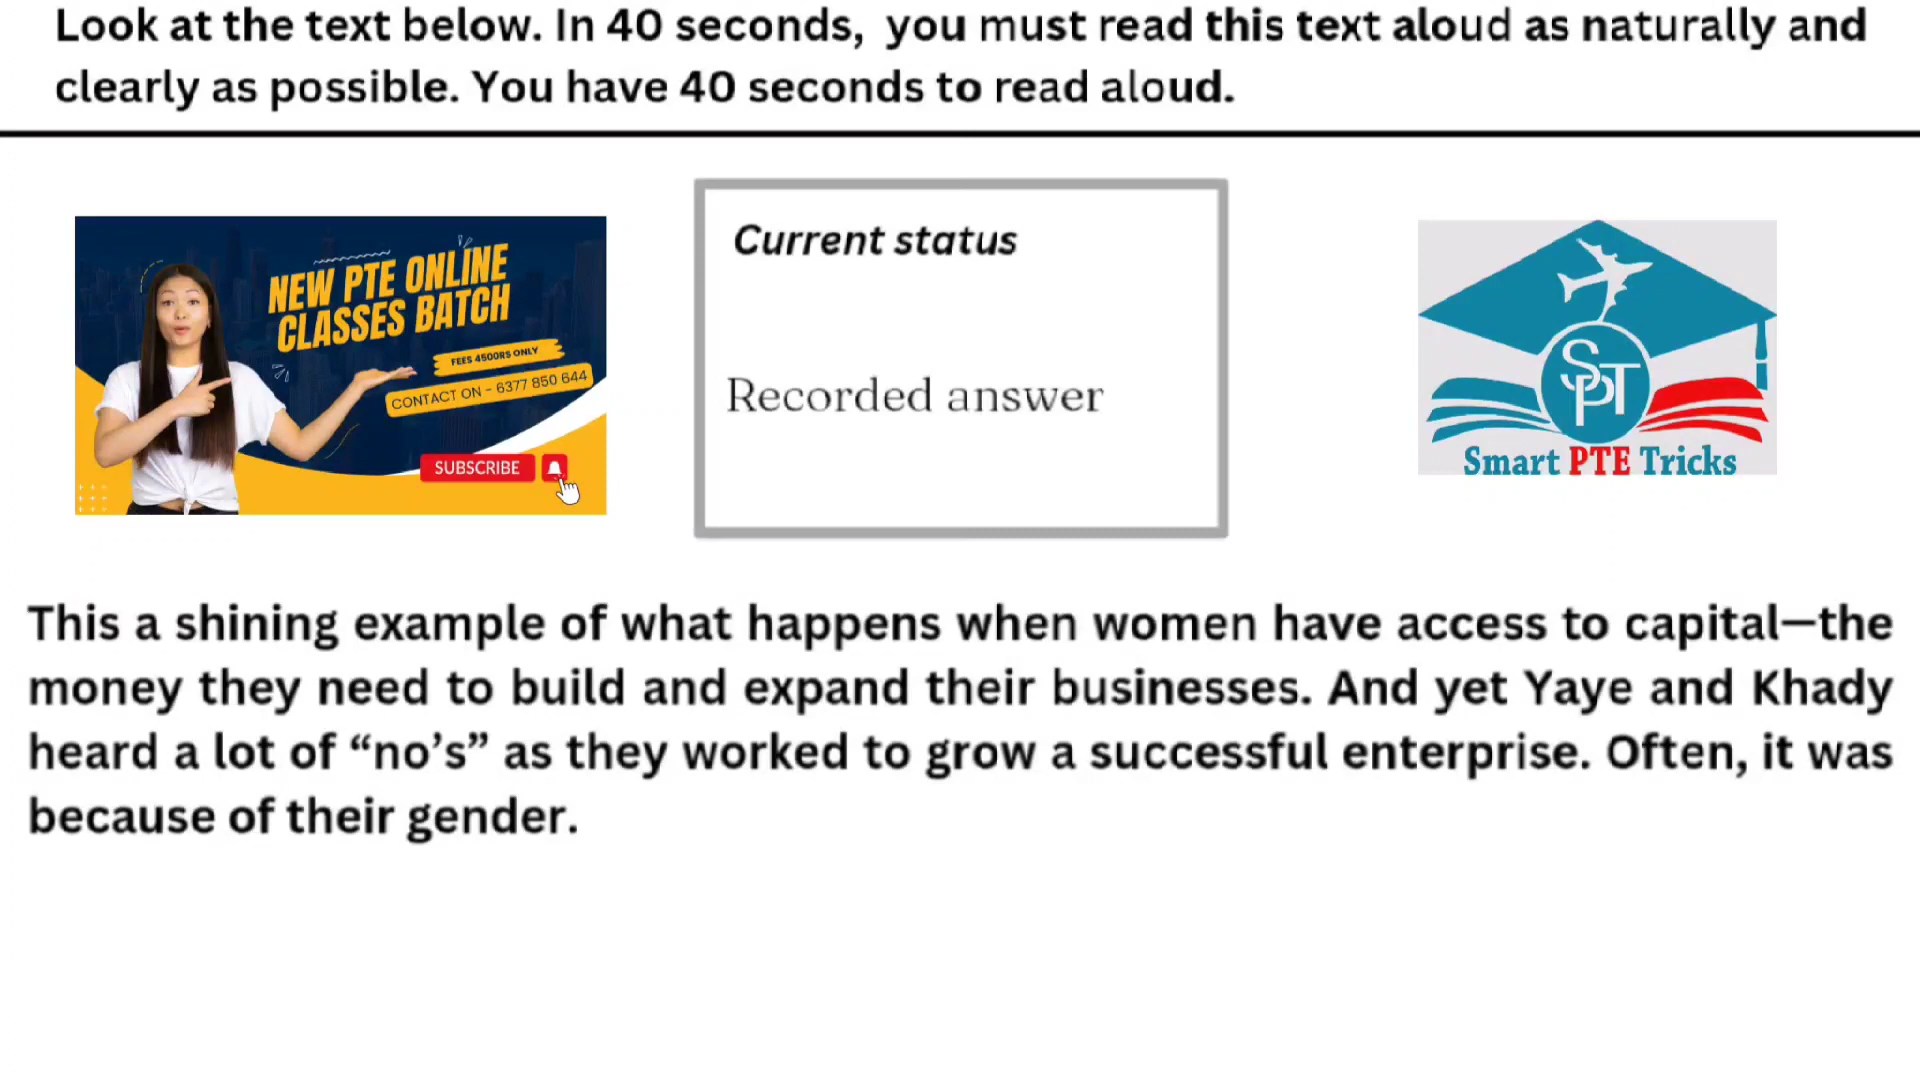 Look at the text below. In 40 seconds, you must read this text aloud as naturally and
clearly as possible. You have 40 seconds to read aloud.
NEW PTE ONLINE
CLASSES BATCH
FEES 4500RS ONLY
CONTACT ON - 6377 850 644
SUBSCRIBE
Current status
Recorded answer
SPT
Smart PTE Tricks
This a shining example of what happens when women have access to capital—the
money they need to build and expand their businesses. And yet Yaye and Khady
heard a lot of “no’s” as they worked to grow a successful enterprise. Often, it was
because of their gender.